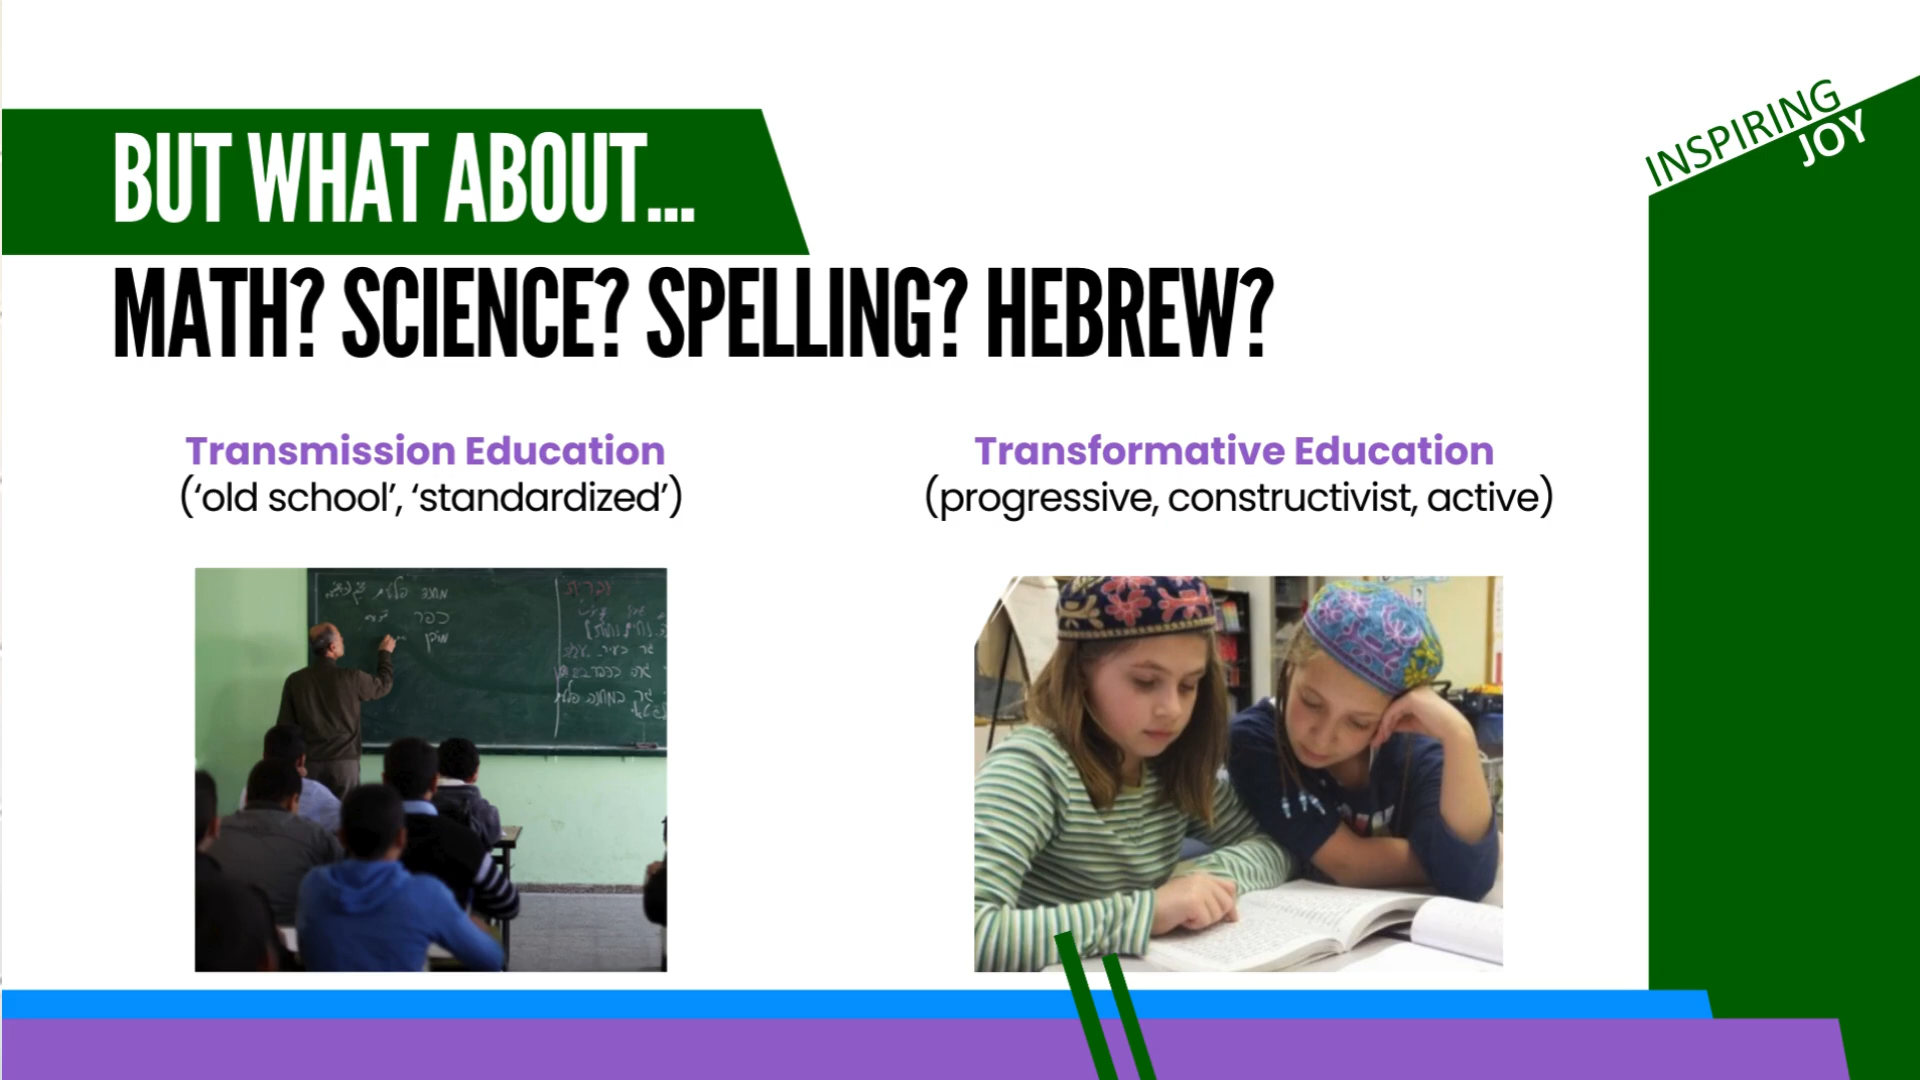 INSPIRING
JOY
BUT WHAT ABOUT...
MATH? SCIENCE? SPELLING? HEBREW?
Transmission Education
(‘old school’, ‘standardized’)
Transformative Education
(progressive, constructivist, active)
כפר